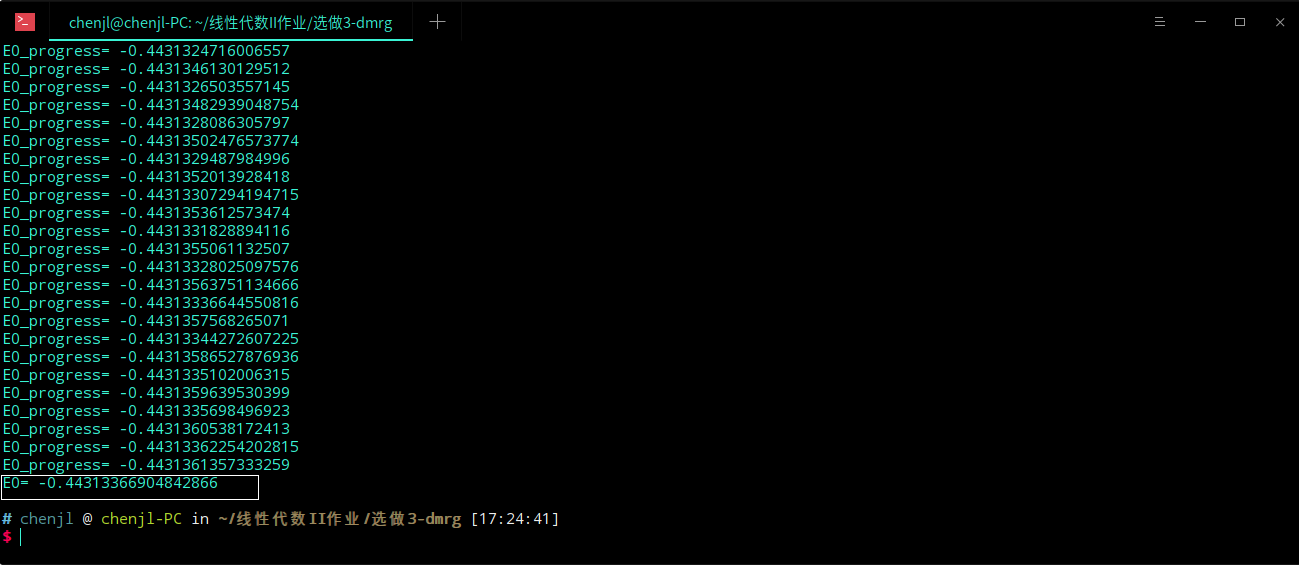 chenjl@chenjl-PC: ~/线性代数II作业/选做3-dmrg
E0_progress= -0.4431324716006557
E0_progress= -0.4431346130129512
E0_progress= -0.4431326503557145
E0_progress= -0.44313482939048754
E0_progress= -0.4431328086305797
E0_progress= -0.44313502476573774
E0_progress= -0.4431329487984996
E0_progress= -0.4431352013928418
E0_progress= -0.44313307294194715
E0_progress= -0.4431353612573474
E0_progress= -0.4431331828894116
E0_progress= -0.4431355061132507
E0_progress= -0.44313328025097576
E0_progress= -0.44313563751134666
E0_progress= -0.44313336644550816
E0_progress= -0.4431357568265071
E0_progress= -0.44313344272607225
E0_progress= -0.44313586527876936
E0_progress= -0.4431335102006315
E0_progress= -0.4431359639530399
E0_progress= -0.4431335698496923
E0_progress= -0.4431360538172413
E0_progress= -0.44313362254202815
E0_progress= -0.4431361357333259
E0= -0.44313366904842866
# chenjl @ chenjl-PC in ~/线性代数II作业/选做3-dmrg [17:24:41]
$